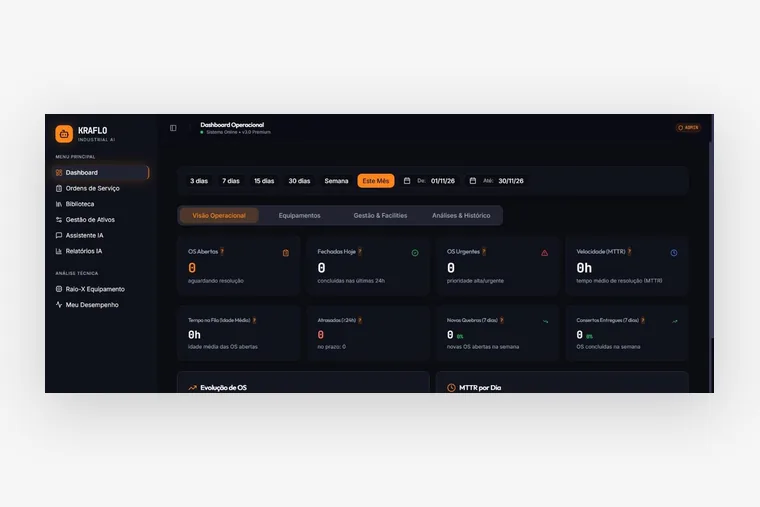 KRAFLO
INDUSTRIAL AI
MENU PRINCIPAL
Dashboard
Ordens de Serviço
Biblioteca
Gestão de Ativos
Assistente IA
Relatórios IA
ANÁLISE TÉCNICA
Raio-X Equipamento
Meu Desempenho
Dashboard Operacional
Sistema Online • v3.0 Premium
ADMIN
3 dias 7 dias 15 dias 30 dias Semana Este Mês De: 01/11/26 Até: 30/11/26
Visão Operacional Equipamentos Gestão & Facilities Análises & Histórico
OS Abertas ?
0
aguardando resolução
Fechadas Hoje ?
0
concluídas nas últimas 24h
OS Urgentes ?
0
prioridade alta/urgente
Velocidade (MTTR) ?
0h
tempo médio de resolução (MTTR)
Tempo na Fila (Idade Média) ?
0h
idade média das OS abertas
Atrasadas (>24h) ?
0
no prazo: 0
Novas Quebras (7 dias) ?
0 0%
novas OS abertas na semana
Consertos Entregues (7 dias) ?
0 0%
OS concluídas na semana
Evolução de OS
MTTR por Dia